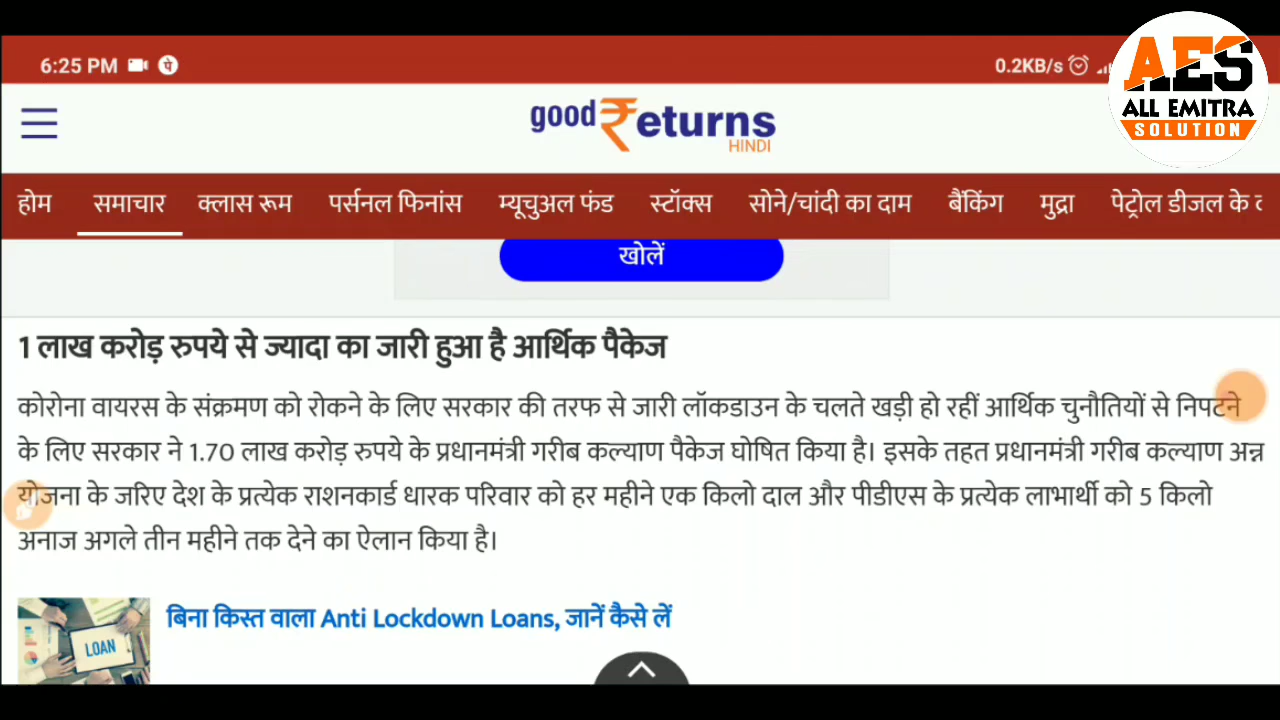 6:25 PM
0.2KB/s
AES
ALL EMITRA
SOLUTION
good ₹eturns
HINDI
होम समाचार क्लास रूम पर्सनल फिनांस म्यूचुअल फंड स्टॉक्स सोने/चांदी का दाम बैंकिंग मुद्रा पेट्रोल डीजल के
खोलें
1 लाख करोड़ रुपये से ज्यादा का जारी हुआ है आर्थिक पैकेज
कोरोना वायरस के संक्रमण को रोकने के लिए सरकार की तरफ से जारी लॉकडाउन के चलते खड़ी हो रहीं आर्थिक चुनौतियों से निपटने
के लिए सरकार ने 1.70 लाख करोड़ रुपये के प्रधानमंत्री गरीब कल्याण पैकेज घोषित किया है। इसके तहत प्रधानमंत्री गरीब कल्याण अन्न
योजना के जरिए देश के प्रत्येक राशनकार्ड धारक परिवार को हर महीने एक किलो दाल और पीडीएस के प्रत्येक लाभार्थी को 5 किलो
अनाज अगले तीन महीने तक देने का ऐलान किया है।
बिना किस्त वाला Anti Lockdown Loans, जानें कैसे लें
LOAN